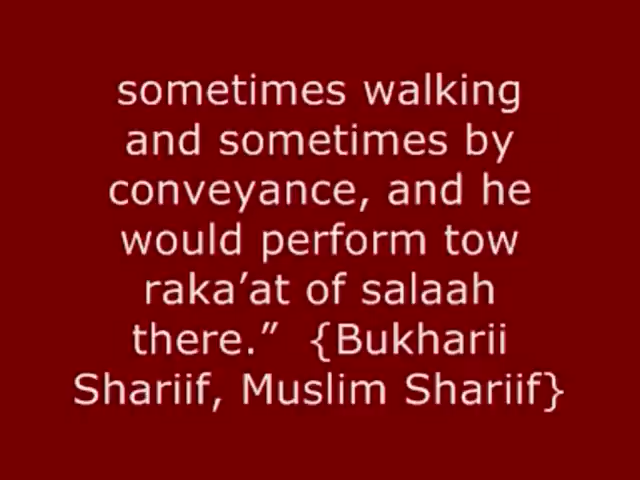 sometimes walking
and sometimes by
conveyance, and he
would perform tow
raka’at of salaah
there.”  {Bukharii
Shariif, Muslim Shariif}